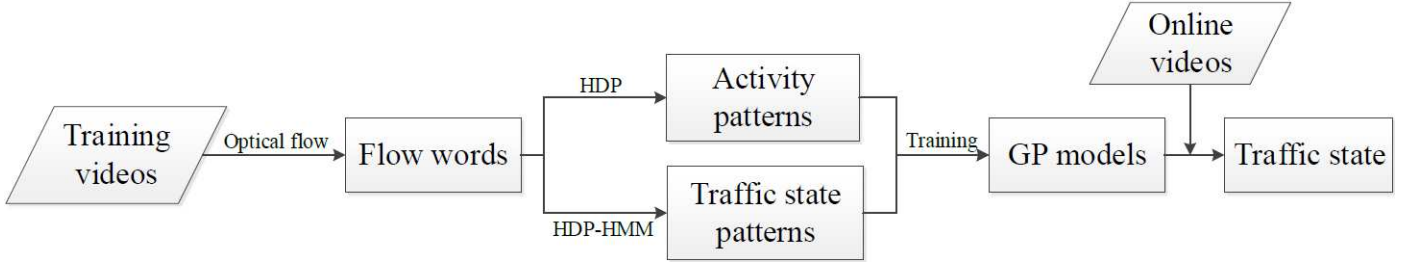 Training
videos
Optical flow
Flow words
HDP
Activity
patterns
HDP-HMM
Traffic state
patterns
Training
GP models
Online
videos
Traffic state